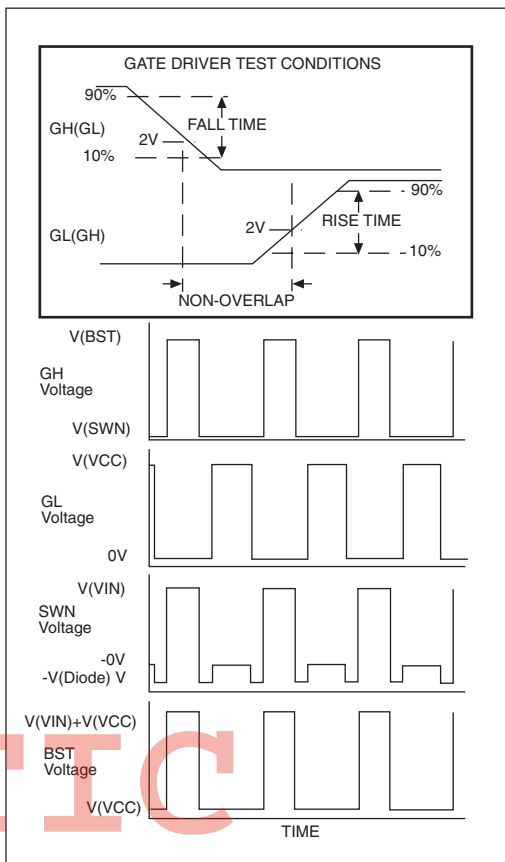 GATE DRIVER TEST CONDITIONS
90%
FALL TIME
GH(GL)
2V
10%
90%
2V
RISE TIME
GL(GH)
10%
NON-OVERLAP
V(BST)
GH
Voltage
V(SWN)
V(VCC)
GL
Voltage
0V
V(VIN)
SWN
Voltage
-0V
-V(Diode) V
V(VIN)+V(VCC)
BST
Voltage
V(VCC)
TIME
TIC